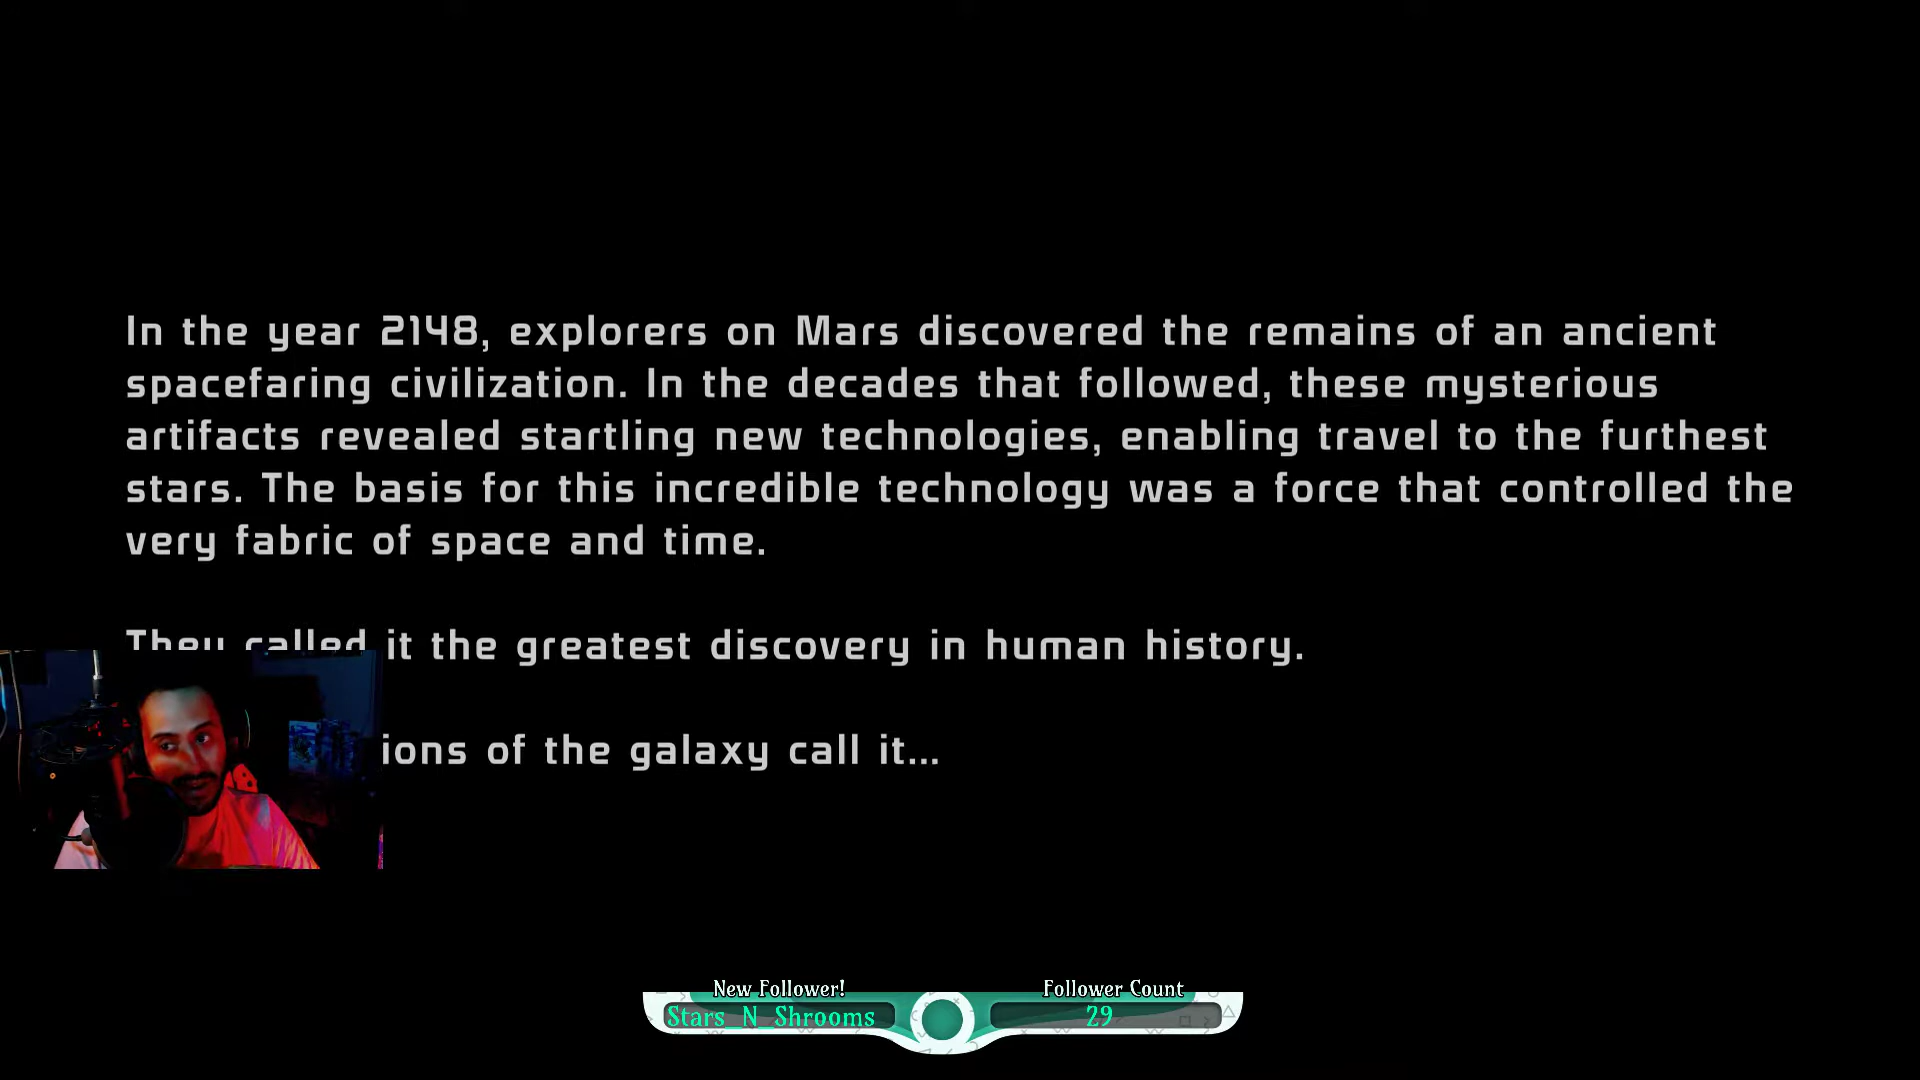 In the year 2148, explorers on Mars discovered the remains of an ancient
spacefaring civilization. In the decades that followed, these mysterious
artifacts revealed startling new technologies, enabling travel to the furthest
stars. The basis for this incredible technology was a force that controlled the
very fabric of space and time.
They called it the greatest discovery in human history.
of the galaxy call it...
New Follower!
Stars_N_Shrooms
Follower Count
29